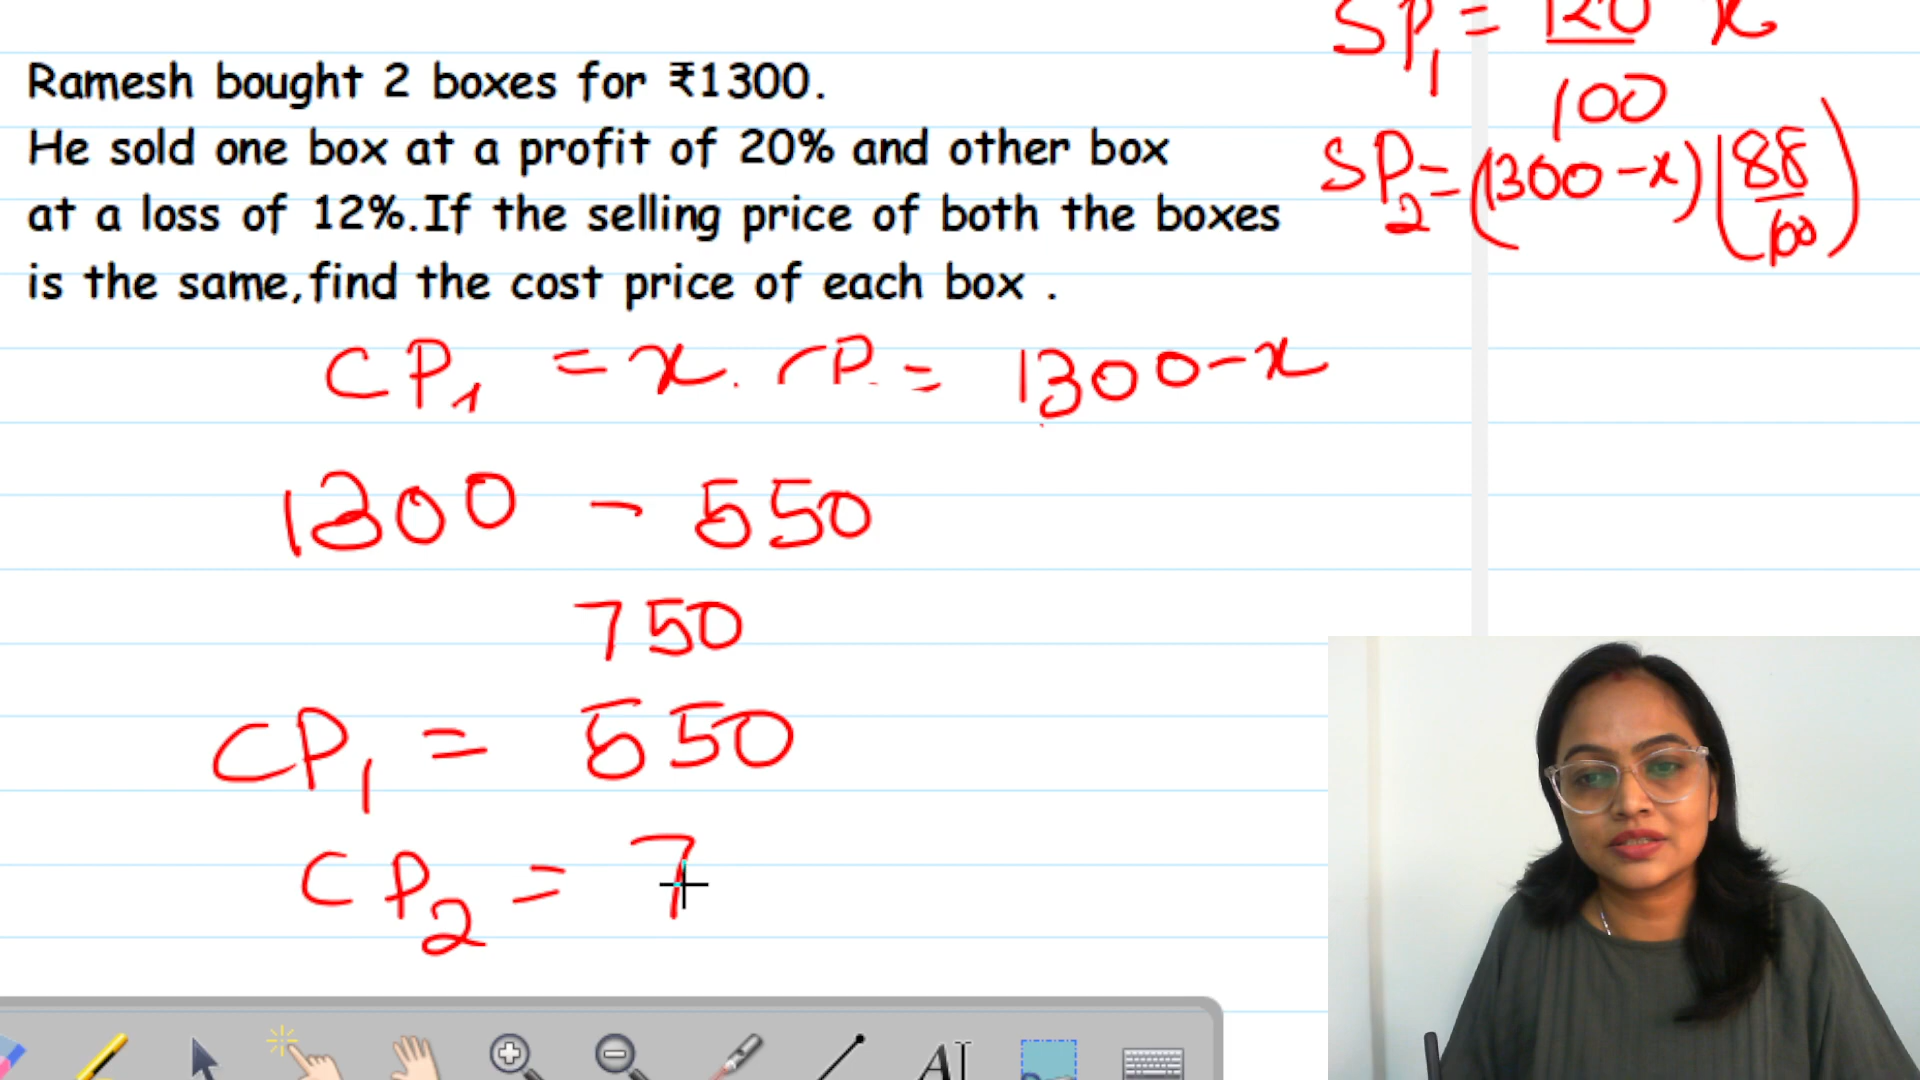 Ramesh bought 2 boxes for ₹1300.
He sold one box at a profit of 20% and other box
at a loss of 12%.If the selling price of both the boxes
is the same,find the cost price of each box .
SP₁ = 120/100 x
SP₂ = (1300-x) (88/100)
CP₁ = x. CP = 1300-x
1300 - 550
750
CP₁ = 550
CP₂ = 7
AI